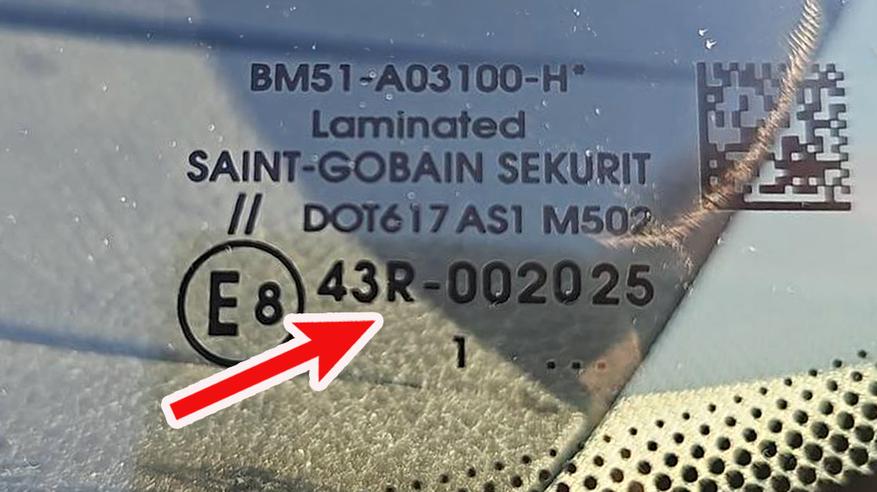 BM51-A03100-H*
Laminated
SAINT-GOBAIN SEKURIT
// DOT617 AS1 M502
E8 43R-002025
1 ...